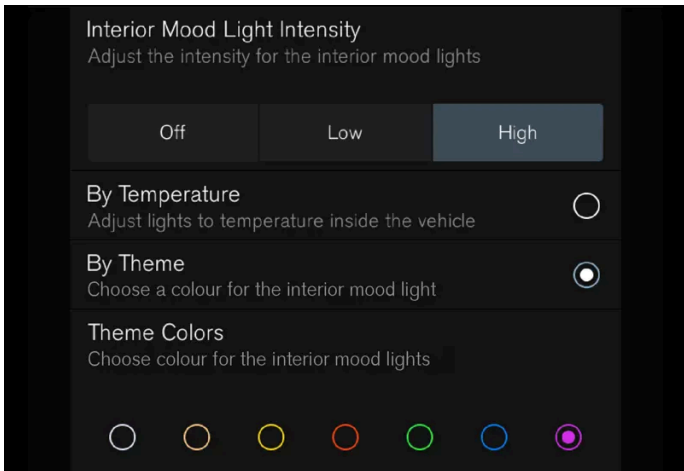 Interior Mood Light Intensity
Adjust the intensity for the interior mood lights
Off Low High
By Temperature
Adjust lights to temperature inside the vehicle
By Theme
Choose a colour for the interior mood light
Theme Colors
Choose colour for the interior mood lights